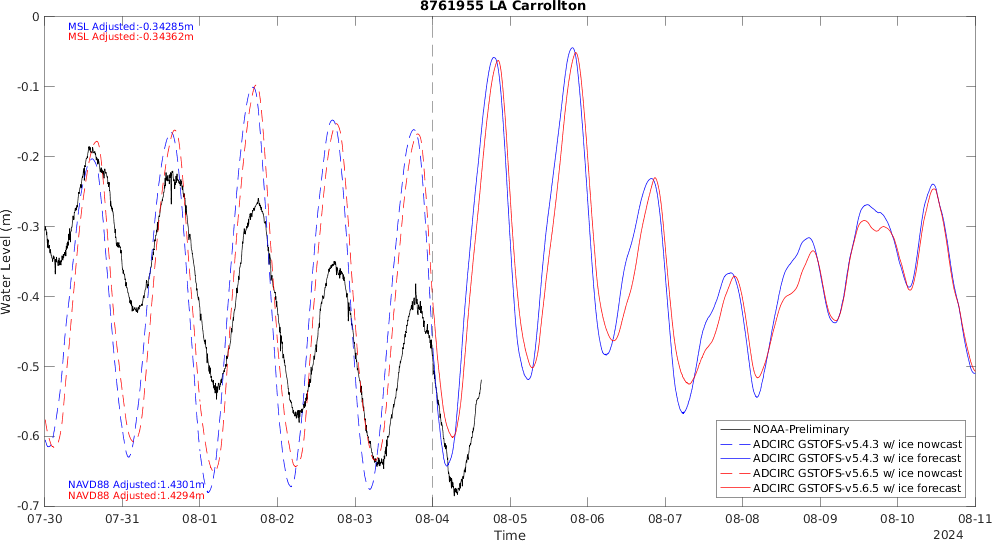 8761955 LA Carrollton
MSL Adjusted:-0.34285m
MSL Adjusted:-0.34362m
0
-0.1
-0.2
-0.3
-0.4
-0.5
-0.6
-0.7
Water Level (m)
NAVD88 Adjusted:1.4301m
NAVD88 Adjusted:1.4294m
NOAA-Preliminary
ADCIRC GSTOFS-v5.4.3 w/ ice nowcast
ADCIRC GSTOFS-v5.4.3 w/ ice forecast
ADCIRC GSTOFS-v5.6.5 w/ ice nowcast
ADCIRC GSTOFS-v5.6.5 w/ ice forecast
07-30 07-31 08-01 08-02 08-03 08-04 08-05 08-06 08-07 08-08 08-09 08-10 08-11
Time
2024